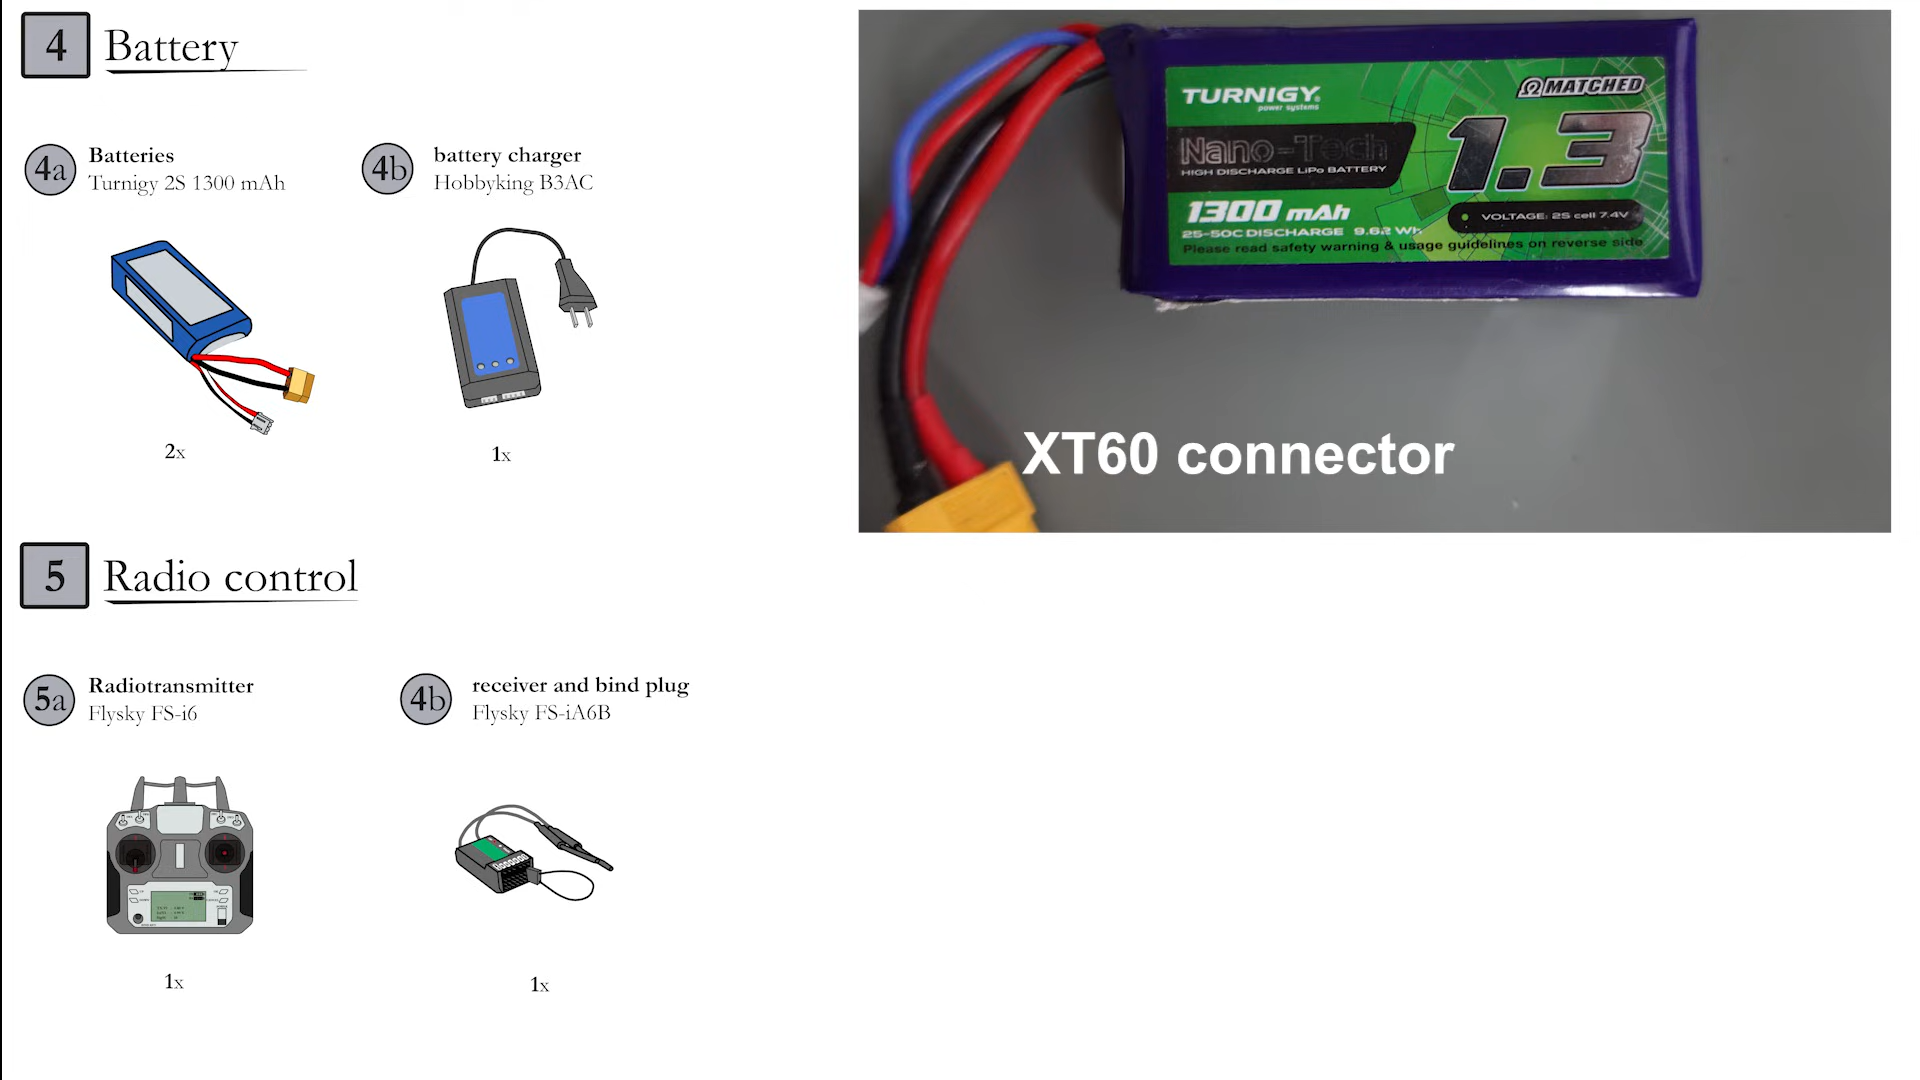 4 Battery
4a Batteries
Turnigy 2S 1300 mAh
2x
4b battery charger
Hobbyking B3AC
1x
TURNIGY
power systems
MATCHED
Nano-Tech
HIGH DISCHARGE LiPo BATTERY
1.3
1300 mAh
VOLTAGE: 2S cell 7.4V
25~50C DISCHARGE 9.62 Wh
Please read safety warning & usage guidelines on reverse side
XT60 connector
5 Radio control
5a Radiotransmitter
Flysky FS-i6
1x
4b receiver and bind plug
Flysky FS-iA6B
1x